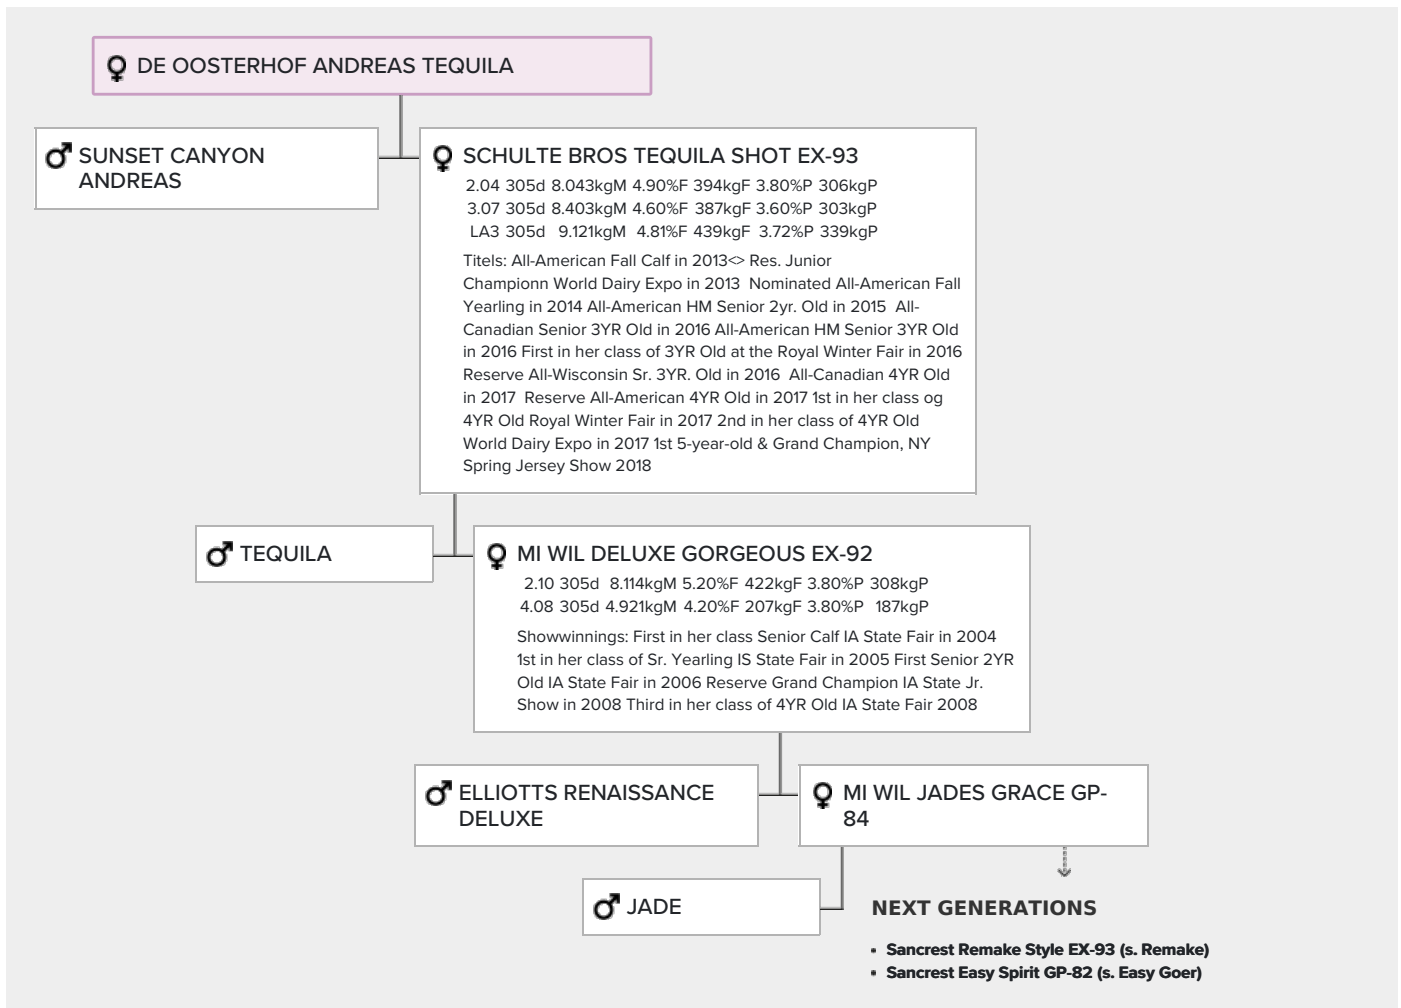 DE OOSTERHOF ANDREAS TEQUILA
SUNSET CANYON
ANDREAS
SCHULTE BROS TEQUILA SHOT EX-93
2.04 305d 8.043kgM 4.90%F 394kgF 3.80%P 306kgP
3.07 305d 8.403kgM 4.60%F 387kgF 3.60%P 303kgP
LA3 305d 9.121kgM 4.81%F 439kgF 3.72%P 339kgP
Titels: All-American Fall Calf in 2013<> Res. Junior
Championn World Dairy Expo in 2013 Nominated All-American Fall
Yearling in 2014 All-American HM Senior 2yr. Old in 2015 All-
Canadian Senior 3YR Old in 2016 All-American HM Senior 3YR Old
in 2016 First in her class of 3YR Old at the Royal Winter Fair in 2016
Reserve All-Wisconsin Sr. 3YR. Old in 2016 All-Canadian 4YR Old
in 2017 Reserve All-American 4YR Old in 2017 1st in her class og
4YR Old Royal Winter Fair in 2017 2nd in her class of 4YR Old
World Dairy Expo in 2017 1st 5-year-old & Grand Champion, NY
Spring Jersey Show 2018
TEQUILA
MI WIL DELUXE GORGEOUS EX-92
2.10 305d 8.114kgM 5.20%F 422kgF 3.80%P 308kgP
4.08 305d 4.921kgM 4.20%F 207kgF 3.80%P 187kgP
Showwinnings: First in her class Senior Calf IA State Fair in 2004
1st in her class of Sr. Yearling IS State Fair in 2005 First Senior 2YR
Old IA State Fair in 2006 Reserve Grand Champion IA State Jr.
Show in 2008 Third in her class of 4YR Old IA State Fair 2008
ELLIOTTS RENAISSANCE
DELUXE
MI WIL JADES GRACE GP-
84
JADE
NEXT GENERATIONS
• Sancrest Remake Style EX-93 (s. Remake)
• Sancrest Easy Spirit GP-82 (s. Easy Goer)